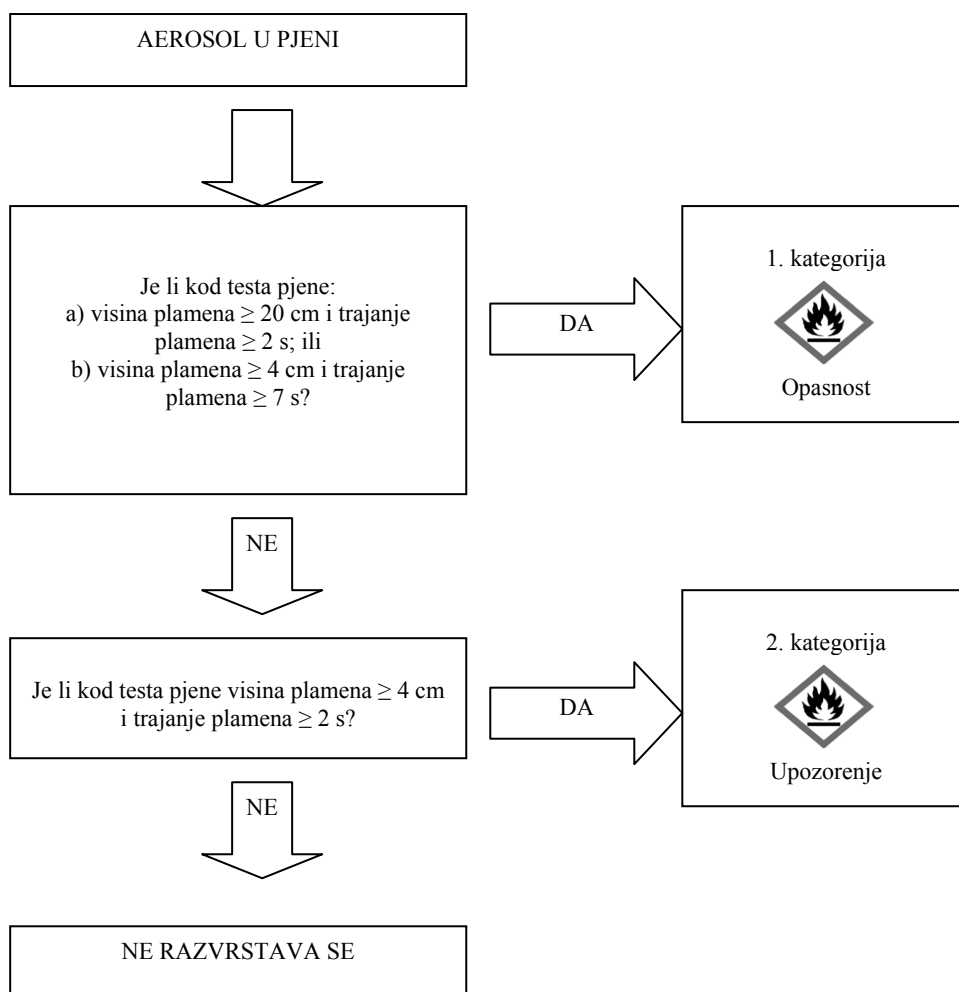 AEROSOL U PJENI
Je li kod testa pjene:
a) visina plamena ≥ 20 cm i trajanje
plamena ≥ 2 s; ili
b) visina plamena ≥ 4 cm i trajanje
plamena ≥ 7 s?
DA
1. kategorija
Opasnost
NE
Je li kod testa pjene visina plamena ≥ 4 cm
i trajanje plamena ≥ 2 s?
DA
2. kategorija
Upozorenje
NE
NE RAZVRSTAVA SE